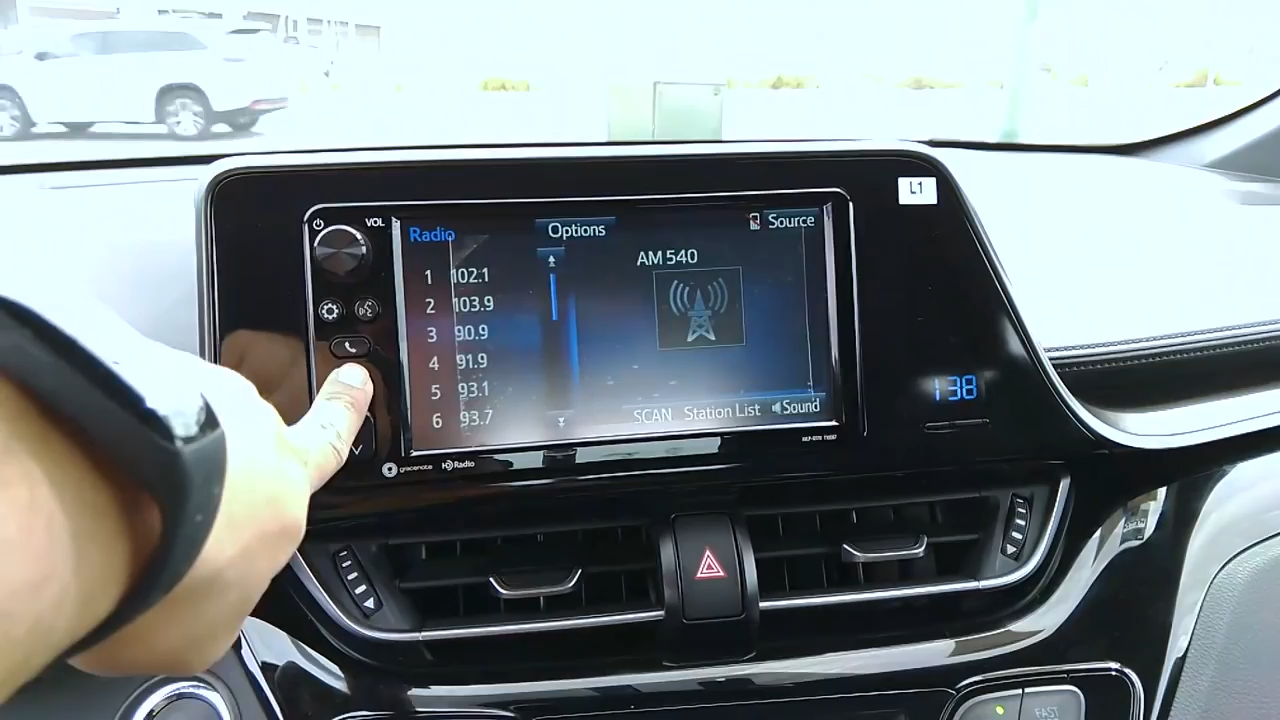 L1
VOL
Radio
Options
Source
AM 540
1 102.1
2 103.9
3 90.9
4 91.9
5 93.1
6 93.7
SCAN Station List Sound
138
gracenote
HD Radio
FAST